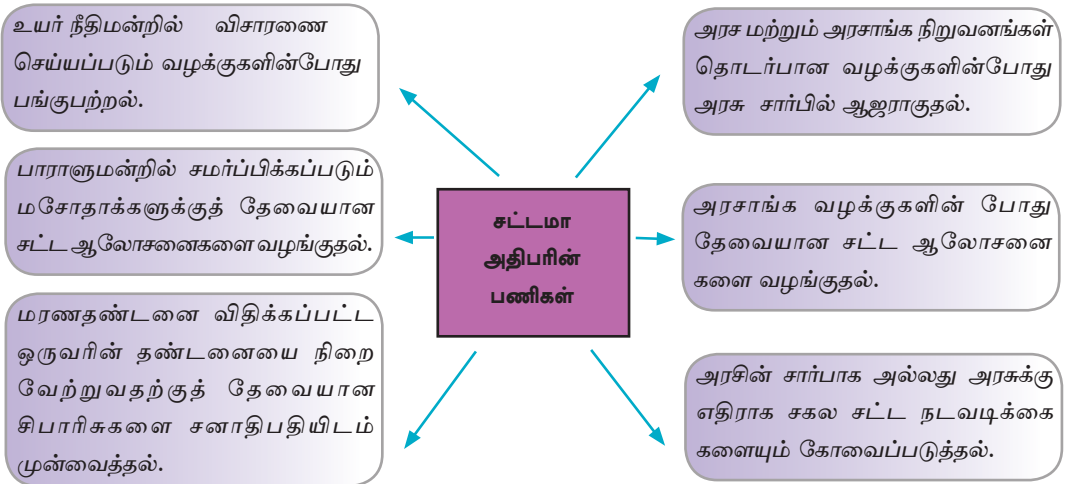 உயர் நீதிமன்றில் விசாரணை
செய்யப்படும் வழக்குகளின்போது
பங்குபற்றல்.
பாராளுமன்றில் சமர்ப்பிக்கப்படும்
மசோதாக்களுக்குத் தேவையான
சட்ட ஆலோசனைகளை வழங்குதல்.
மரணதண்டனை விதிக்கப்பட்ட
ஒருவரின் தண்டனையை நிறை
வேற்றுவதற்குத் தேவையான
சிபாரிசுகளை சனாதிபதியிடம்
முன்வைத்தல்.
சட்டமா
அதிபரின்
பணிகள்
அரச மற்றும் அரசாங்க நிறுவனங்கள்
தொடர்பான வழக்குகளின்போது
அரசு சார்பில் ஆஜராகுதல்.
அரசாங்க வழக்குகளின் போது
தேவையான சட்ட ஆலோசனை
களை வழங்குதல்.
அரசின் சார்பாக அல்லது அரசுக்கு
எதிராக சகல சட்ட நடவடிக்கை
களையும் கோவைப்படுத்தல்.